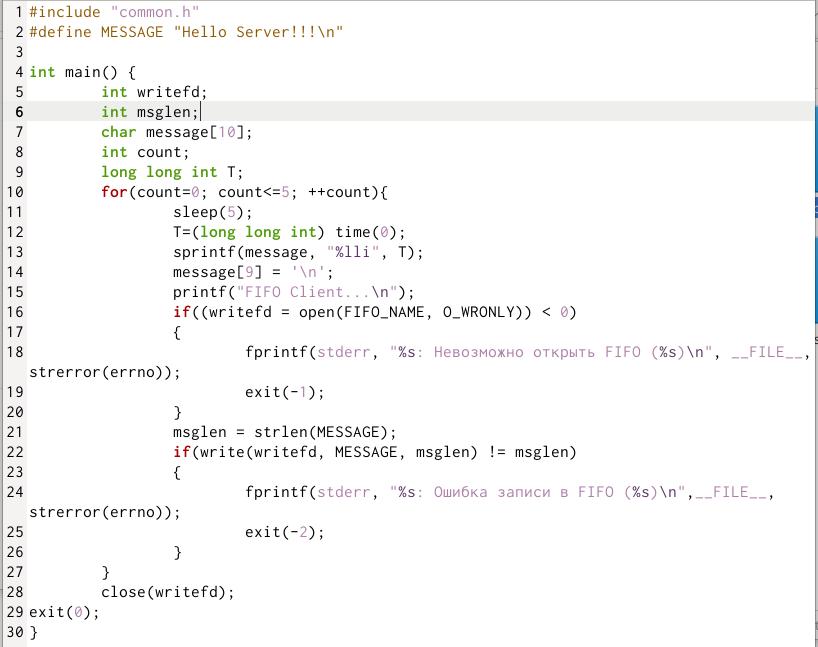 1 #include "common.h"
2 #define MESSAGE "Hello Server!!!\n"
3
4 int main() {
5 int writefd;
6 int msglen;
7 char message[10];
8 int count;
9 long long int T;
10 for(count=0; count<=5; ++count){
11 sleep(5);
12 T=(long long int) time(0);
13 sprintf(message, "%lli", T);
14 message[9] = '\n';
15 printf("FIFO Client...\n");
16 if((writefd = open(FIFO_NAME, O_WRONLY)) < 0)
17 {
18 fprintf(stderr, "%s: Невозможно открыть FIFO (%s)\n", __FILE__,
strerror(errno));
19 exit(-1);
20 }
21 msglen = strlen(MESSAGE);
22 if(write(writefd, MESSAGE, msglen) != msglen)
23 {
24 fprintf(stderr, "%s: Ошибка записи в FIFO (%s)\n",__FILE__,
strerror(errno));
25 exit(-2);
26 }
27 }
28 close(writefd);
29 exit(0);
30 }